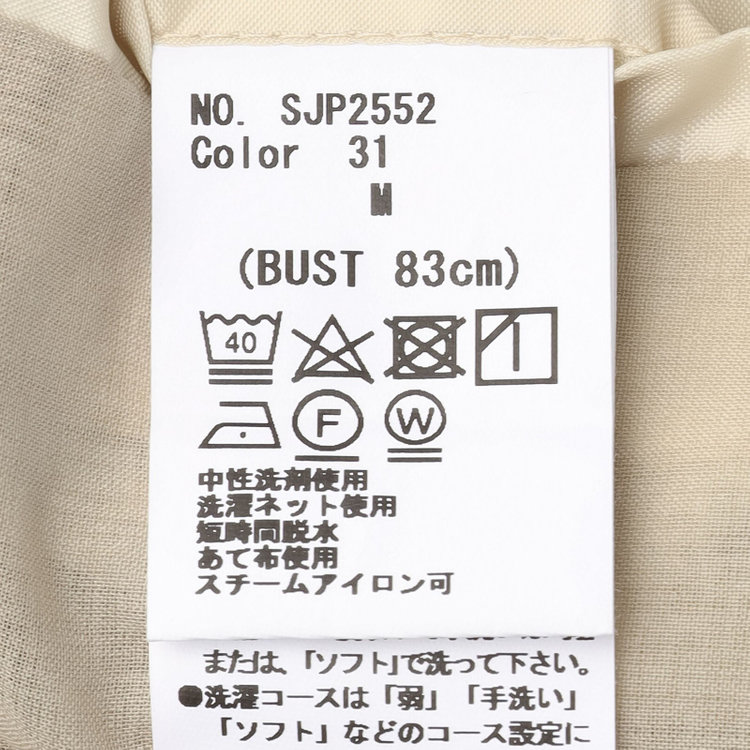 NO. SJP2552
Color 31
M
(BUST 83cm)
40
F W
中性洗剤使用
洗濯ネット使用
短時間脱水
あて布使用
スチームアイロン可
または、「ソフト」で洗って下さい。
●洗濯コースは「弱」「手洗い」
「ソフト」などのコース設定に